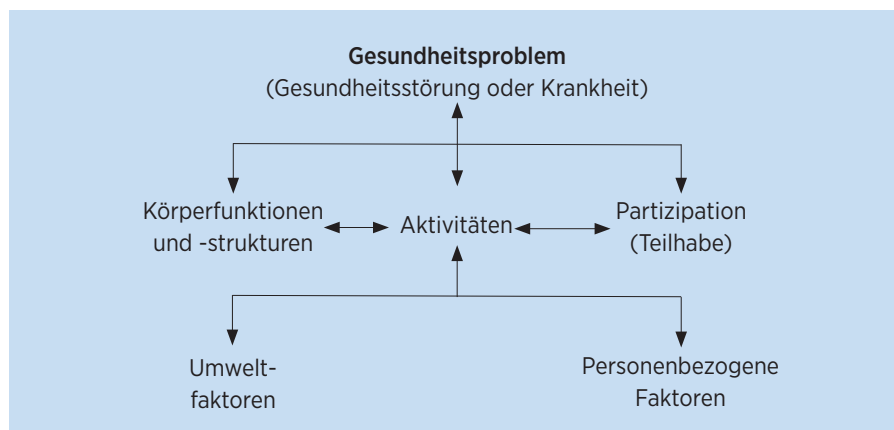 Gesundheitsproblem
(Gesundheitsstörung oder Krankheit)
Körperfunktionen
und -strukturen
Aktivitäten
Partizipation
(Teilhabe)
Umwelt-
faktoren
Personenbezogene
Faktoren